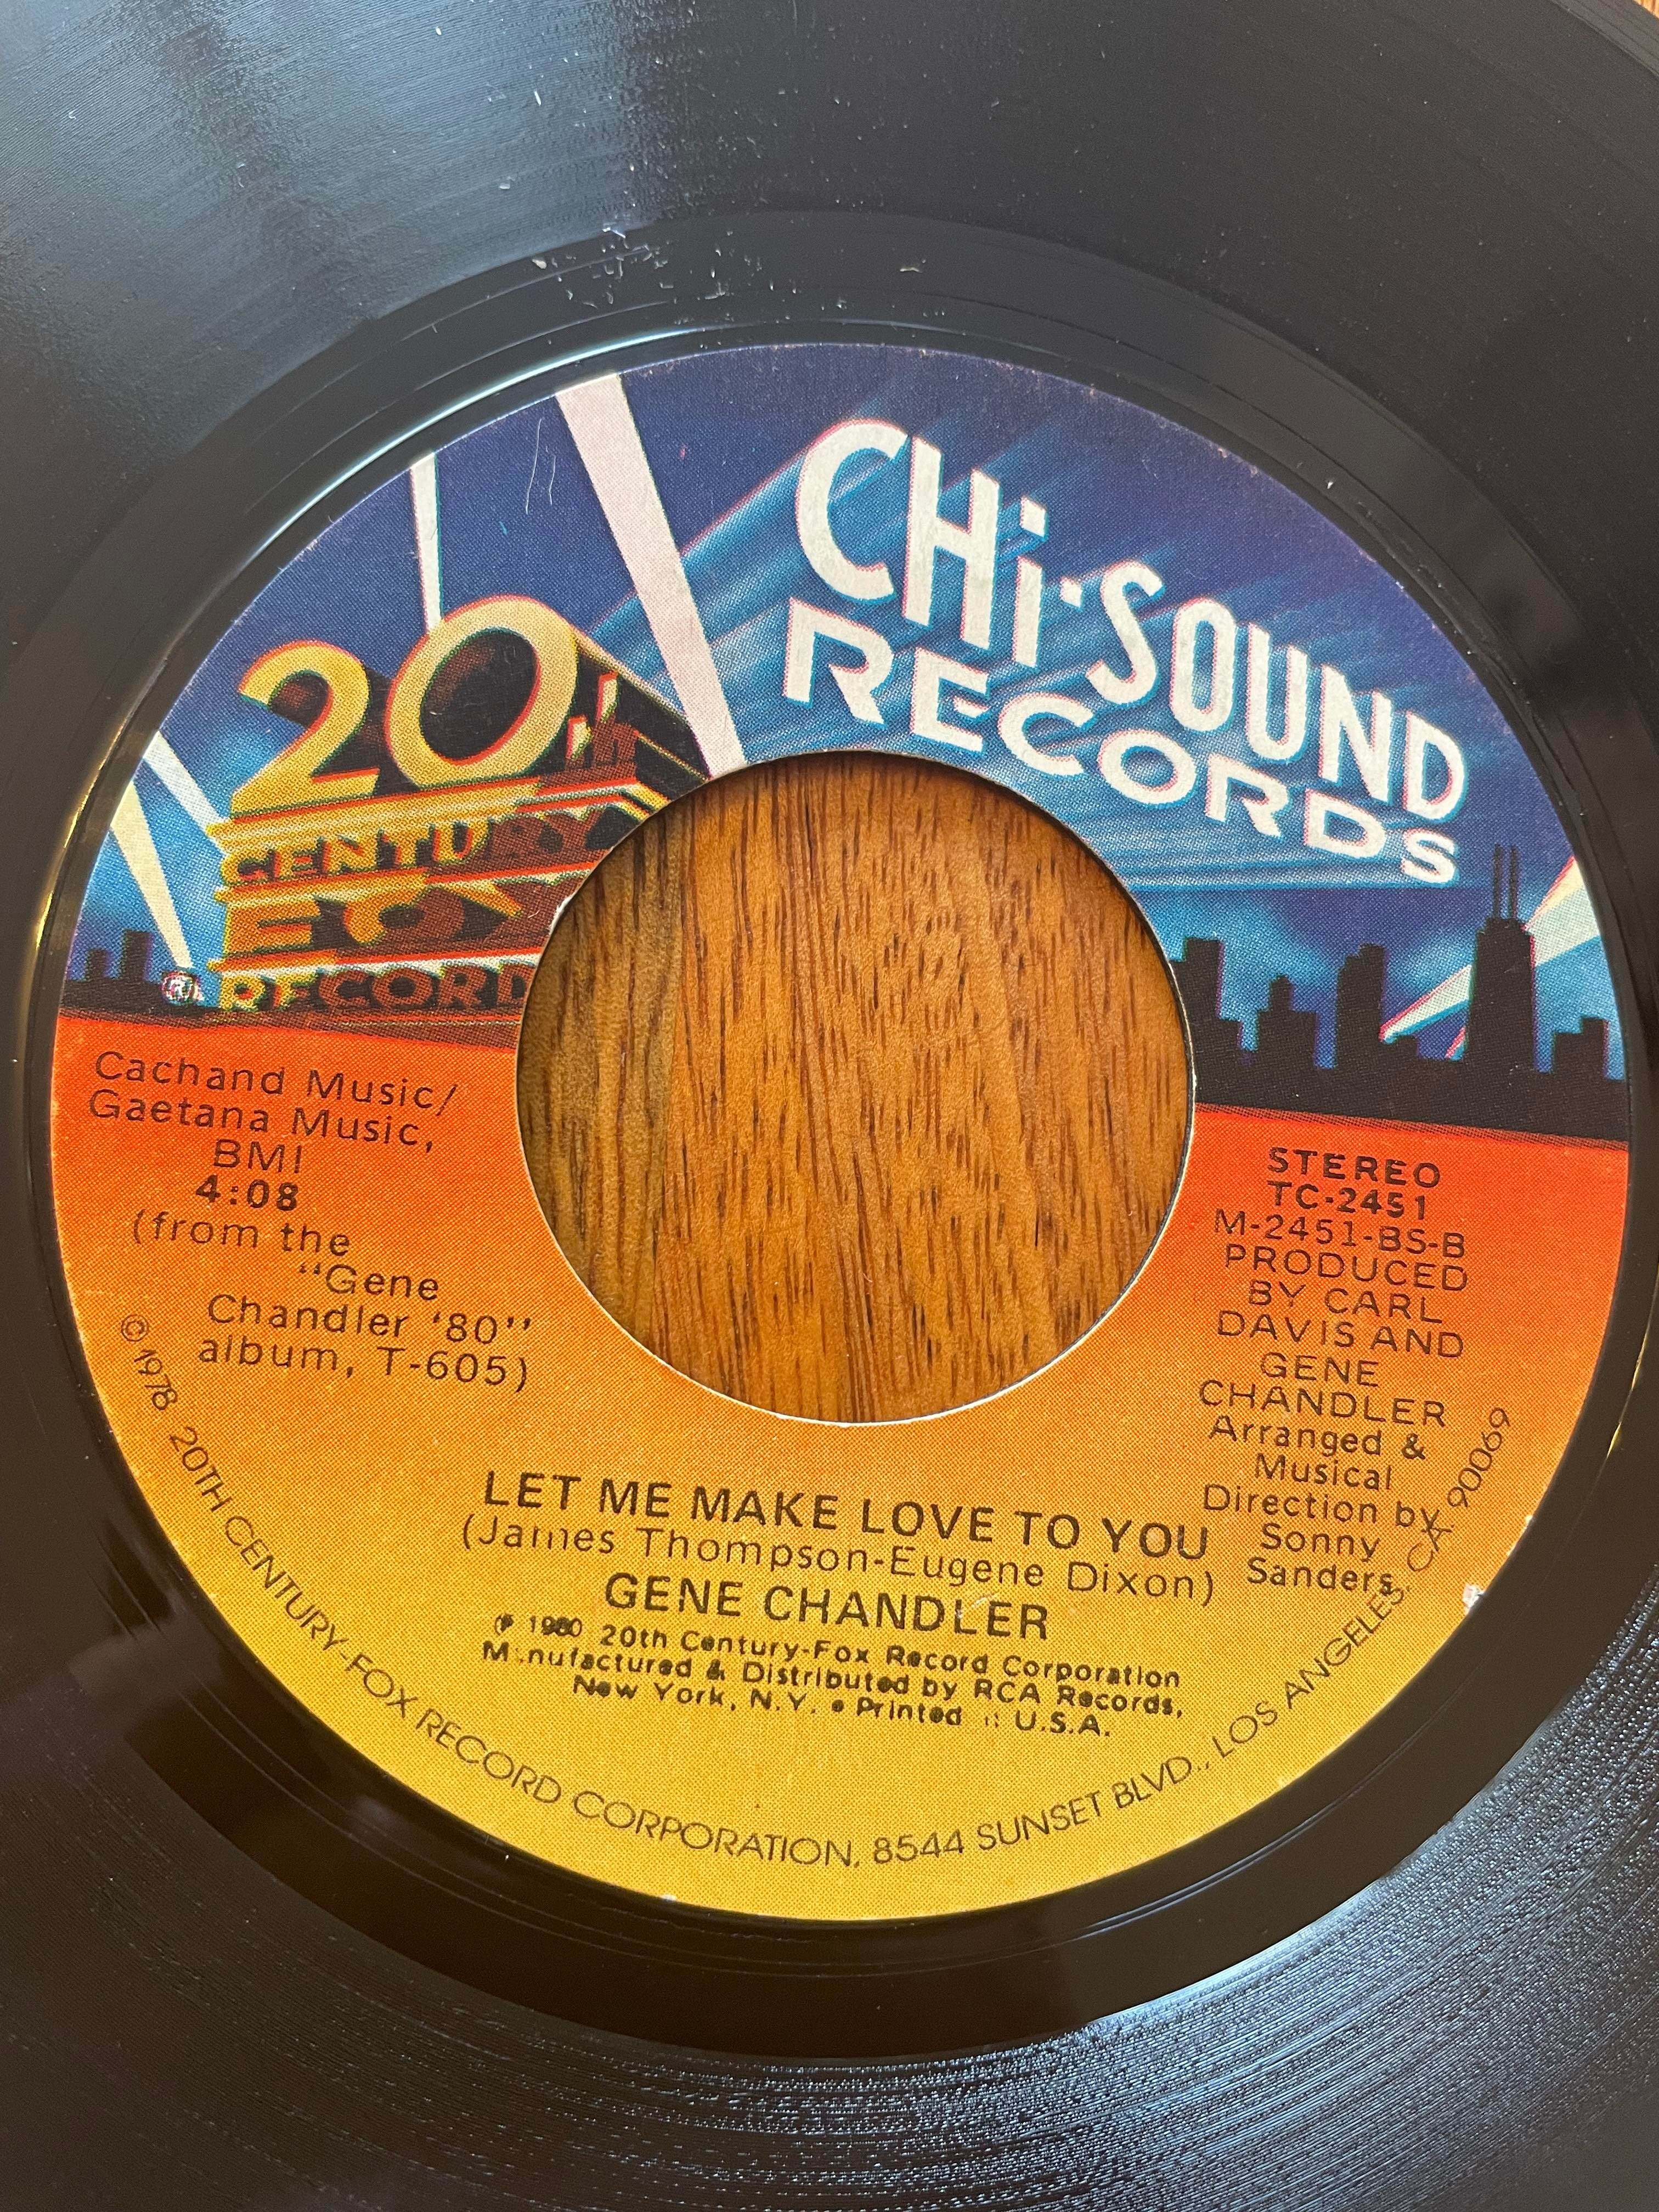 CHi-SOUND
RECORDS
20th
CENTURY
FOX
RECORD
®
Cachand Music/
Gaetana Music,
BMI
4:08
(from the
"Gene
Chandler '80"
album, T-605)
STEREO
TC-2451
M-2451-BS-B
PRODUCED
BY CARL
DAVIS AND
GENE
CHANDLER
Arranged &
Musical
Direction by
Sonny
Sanders
LET ME MAKE LOVE TO YOU
(James Thompson-Eugene Dixon)
GENE CHANDLER
℗ 1980 20th Century-Fox Record Corporation
Manufactured & Distributed by RCA Records,
New York, N.Y. • Printed in U.S.A.
© 1978 20TH CENTURY-FOX RECORD CORPORATION, 8544 SUNSET BLVD., LOS ANGELES, CA. 90069